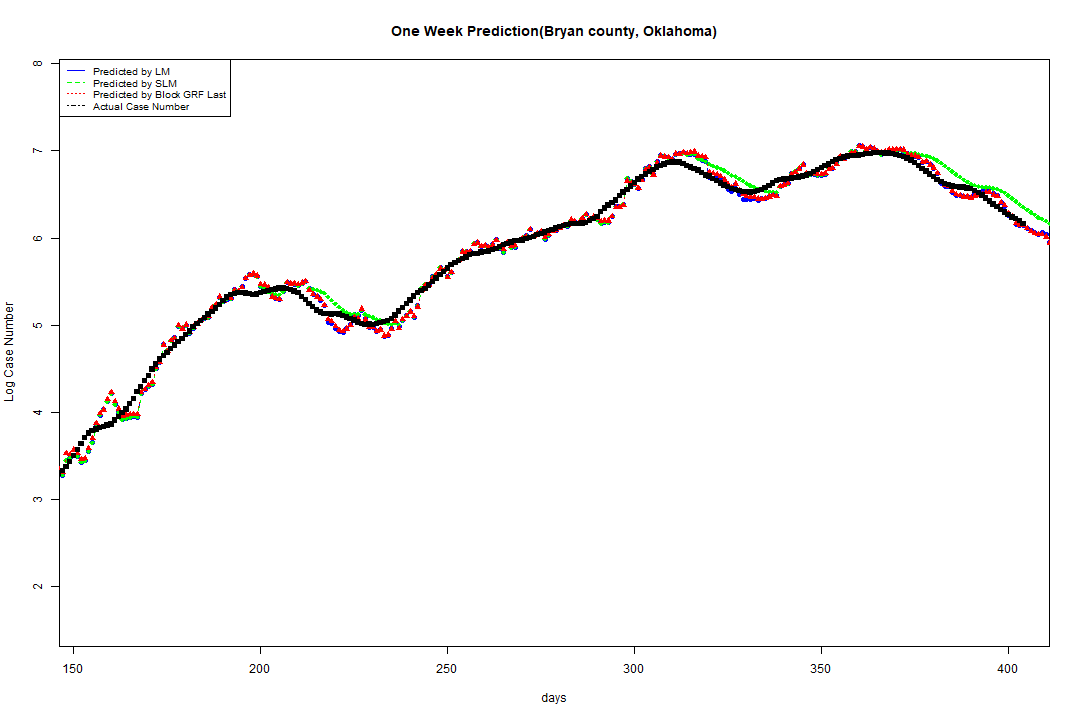 One Week Prediction(Bryan county, Oklahoma)
Predicted by LM
Predicted by SLM
Predicted by Block GRF Last
Actual Case Number
8
7
6
5
4
3
2
Log Case Number
150 200 250 300 350 400
days